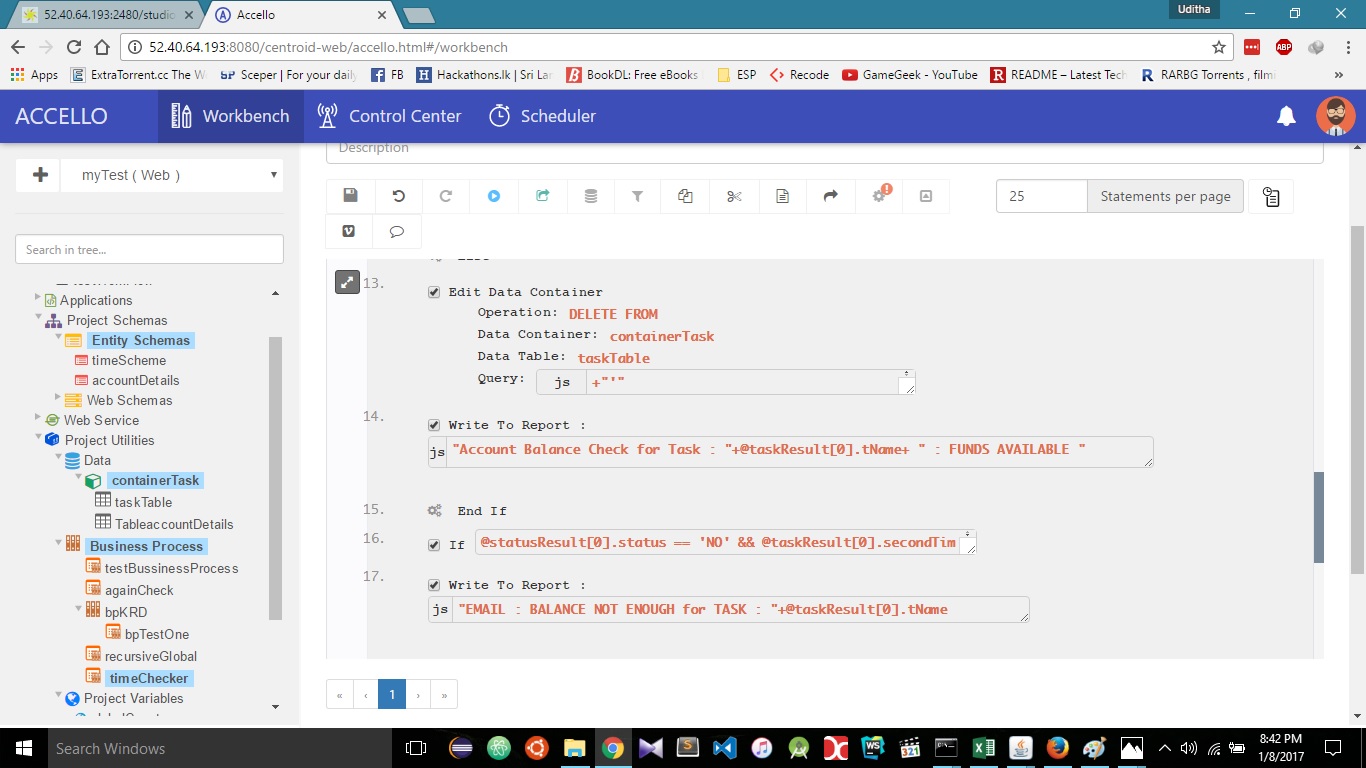 Uditha
52.40.64.193:2480/studio
Accello
52.40.64.193:8080/centroid-web/accello.html#/workbench
ABP
Apps
ExtraTorrent.cc The W
Sceper | For your daily
FB
Hackathons.lk | Sri Lan
BookDL: Free eBooks
ESP
Recode
GameGeek - YouTube
README – Latest Tech
RARBG Torrents , film
»
ACCELLO
Workbench
Control Center
Scheduler
Description
myTest ( Web )
25
Statements per page
Search in tree...
Applications
Project Schemas
Entity Schemas
timeScheme
accountDetails
Web Schemas
Web Service
Project Utilities
Data
containerTask
taskTable
TableaccountDetails
Business Process
testBussinessProcess
againCheck
bpKRD
bpTestOne
recursiveGlobal
timeChecker
Project Variables
13.
Edit Data Container
Operation: DELETE FROM
Data Container: containerTask
Data Table: taskTable
Query: js +"'"
14.
Write To Report :
js "Account Balance Check for Task : "+@taskResult[0].tName+ " : FUNDS AVAILABLE "
15. End If
16. If @statusResult[0].status == 'NO' && @taskResult[0].secondTim
17.
Write To Report :
js "EMAIL : BALANCE NOT ENOUGH for TASK : "+@taskResult[0].tName
« ‹ 1 › »
Search Windows
8:42 PM
1/8/2017